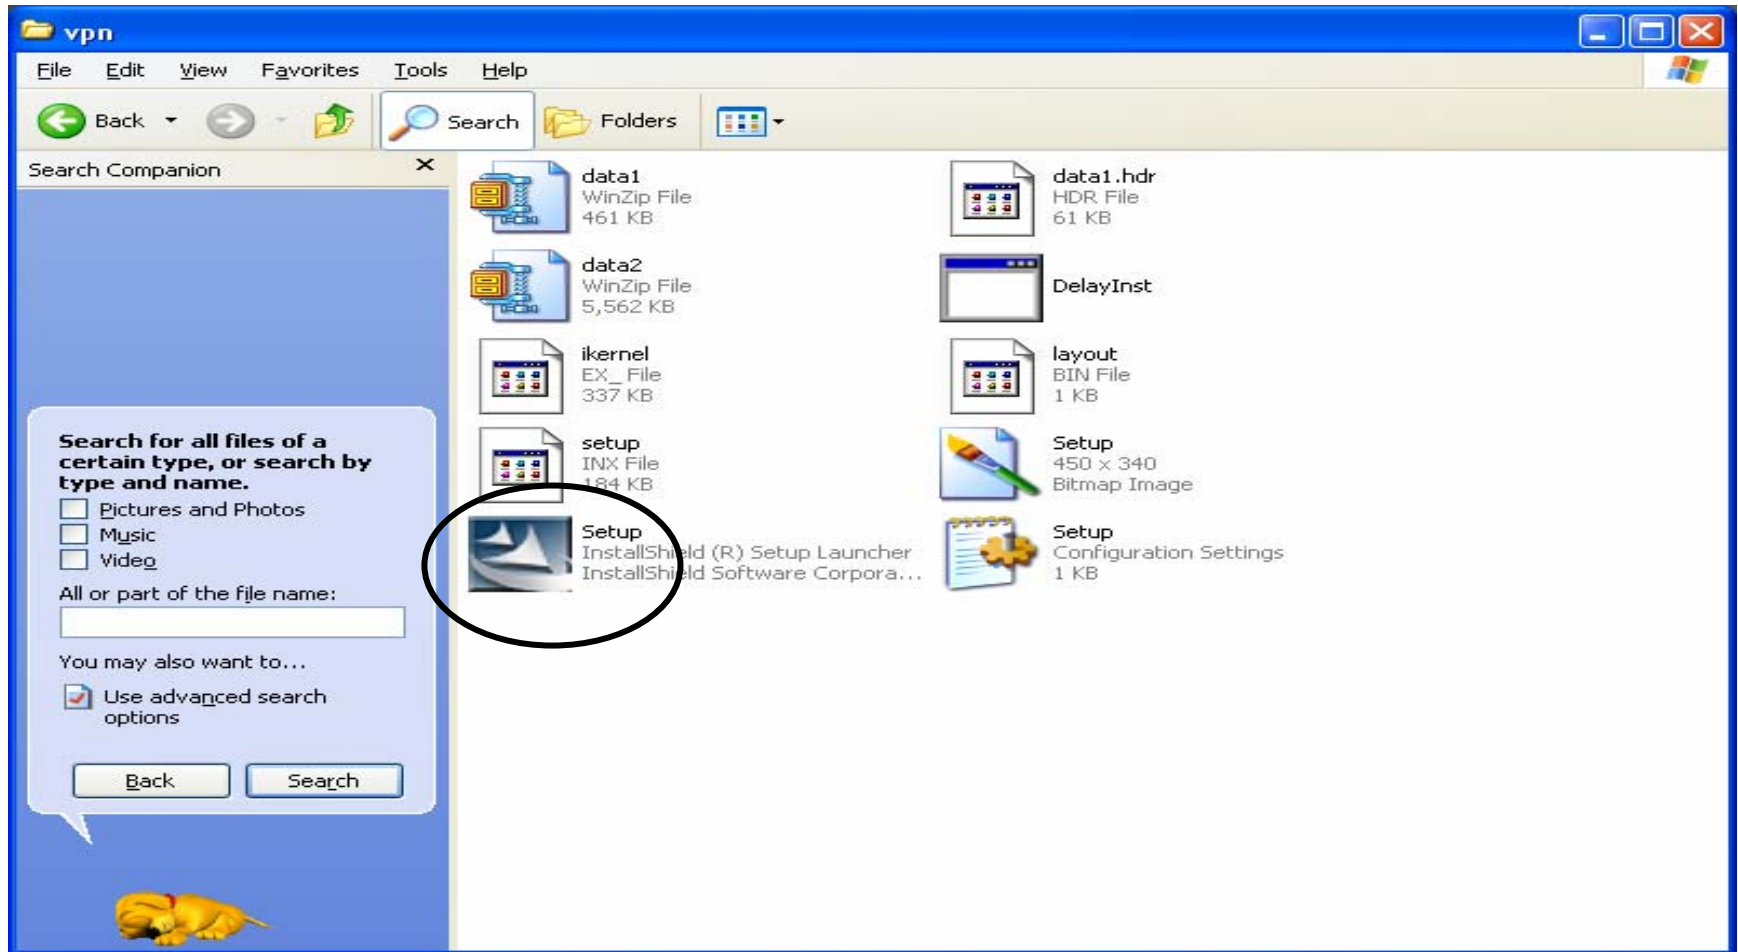 vpn
File Edit View Favorites Tools Help
Back Search Folders
Search Companion
data1
WinZip File
461 KB
data1.hdr
HDR File
61 KB
data2
WinZip File
5,562 KB
DelayInst
ikernel
EX_ File
337 KB
layout
BIN File
1 KB
setup
INX File
184 KB
Setup
450 x 340
Bitmap Image
Setup
InstallShield (R) Setup Launcher
InstallShield Software Corpora...
Setup
Configuration Settings
1 KB
Search for all files of a
certain type, or search by
type and name.
Pictures and Photos
Music
Video
All or part of the file name:
You may also want to...
Use advanced search
options
Back Search